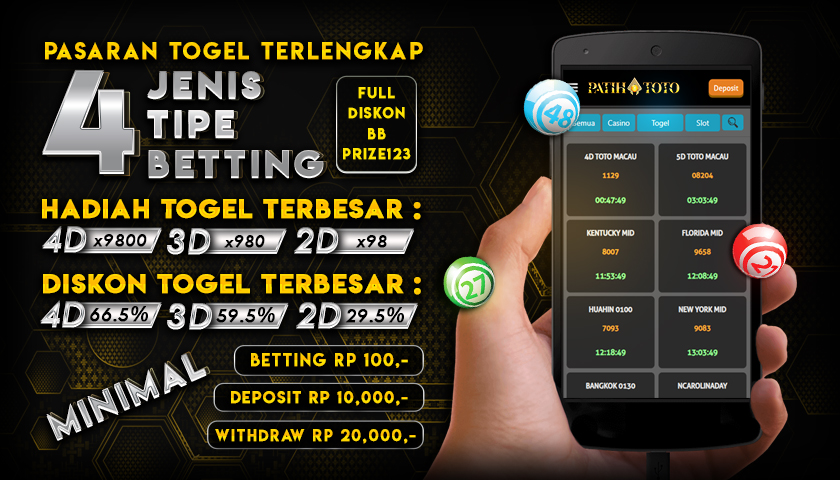 PASARAN TOGEL TERLENGKAP
4 JENIS
TIPE
BETTING
FULL
DISKON
BB
PRIZE123
HADIAH TOGEL TERBESAR :
4D x9800 3D x980 2D x98
DISKON TOGEL TERBESAR :
4D 66.5% 3D 59.5% 2D 29.5%
MINIMAL
BETTING RP 100,-
DEPOSIT RP 10,000,-
WITHDRAW RP 20,000,-
PATIH TOTO Deposit
48
emua Casino Togel Slot
4D TOTO MACAU
1129
00:47:49
5D TOTO MACAU
08204
03:03:49
KENTUCKY MID
8007
11:53:49
FLORIDA MID
9658
12:08:49
HUAHIN 0100
7093
12:18:49
NEW YORK MID
9083
13:03:49
BANGKOK 0130
NCAROLINADAY
27